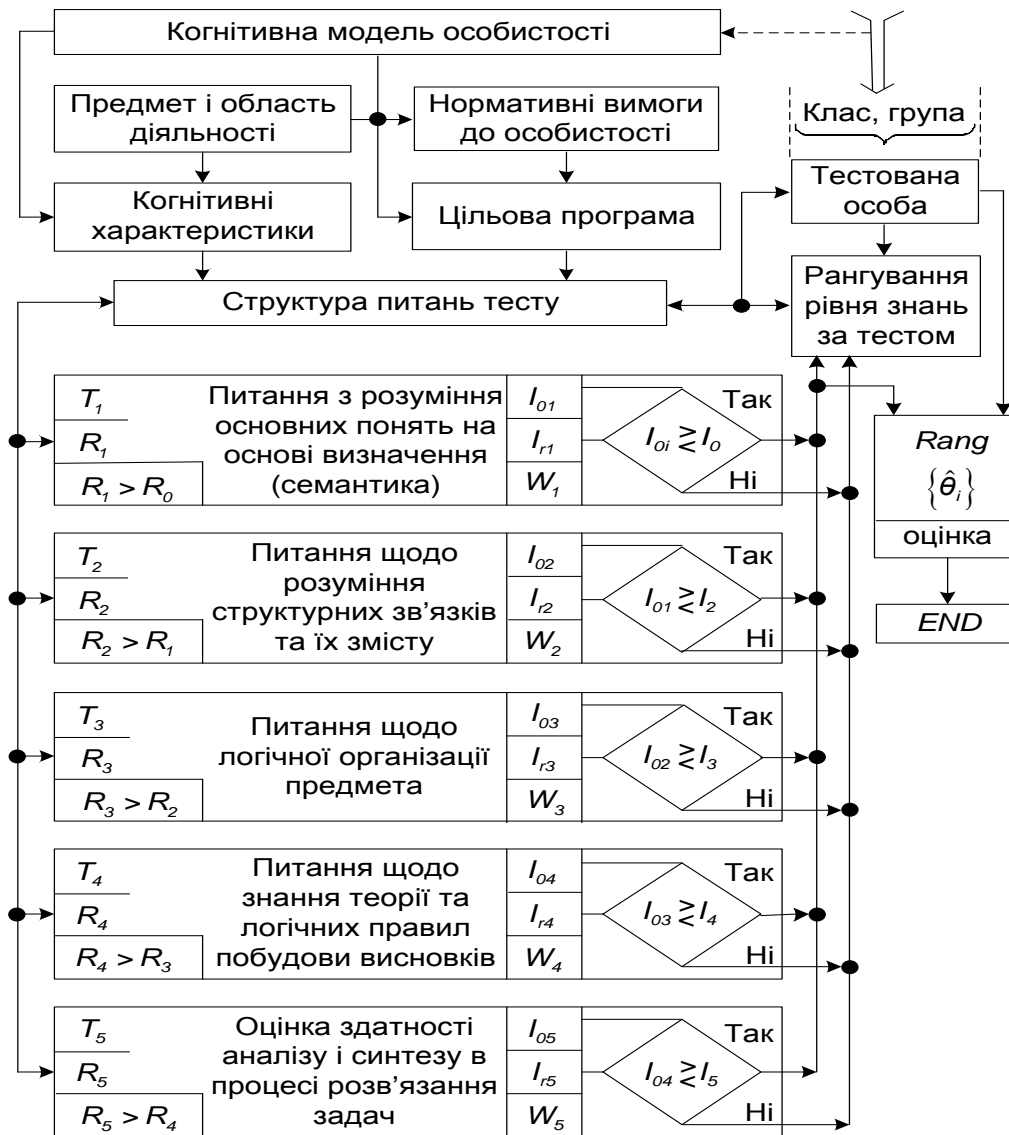 Когнітивна модель особистості
Предмет і область
діяльності
Нормативні вимоги
до особистості
Клас, група
Когнітивні
характеристики
Цільова програма
Тестована
особа
Структура питань тесту
Рангування
рівня знань
за тестом
T1
R1
R1 > R0
Питання з розуміння
основних понять на
основі визначення
(семантика)
I01
Ir1
W1
I0i ≷ I0
Так
Ні
Rang
{θ̂i}
оцінка
END
T2
R2
R2 > R1
Питання щодо
розуміння
структурних зв'язків
та їх змісту
I02
Ir2
W2
I01 ≷ I2
Так
Ні
T3
R3
R3 > R2
Питання щодо
логічної організації
предмета
I03
Ir3
W3
I02 ≷ I3
Так
Ні
T4
R4
R4 > R3
Питання щодо
знання теорії та
логічних правил
побудови висновків
I04
Ir4
W4
I03 ≷ I4
Так
Ні
T5
R5
R5 > R4
Оцінка здатності
аналізу і синтезу в
процесі розв'язання
задач
I05
Ir5
W5
I04 ≷ I5
Так
Ні